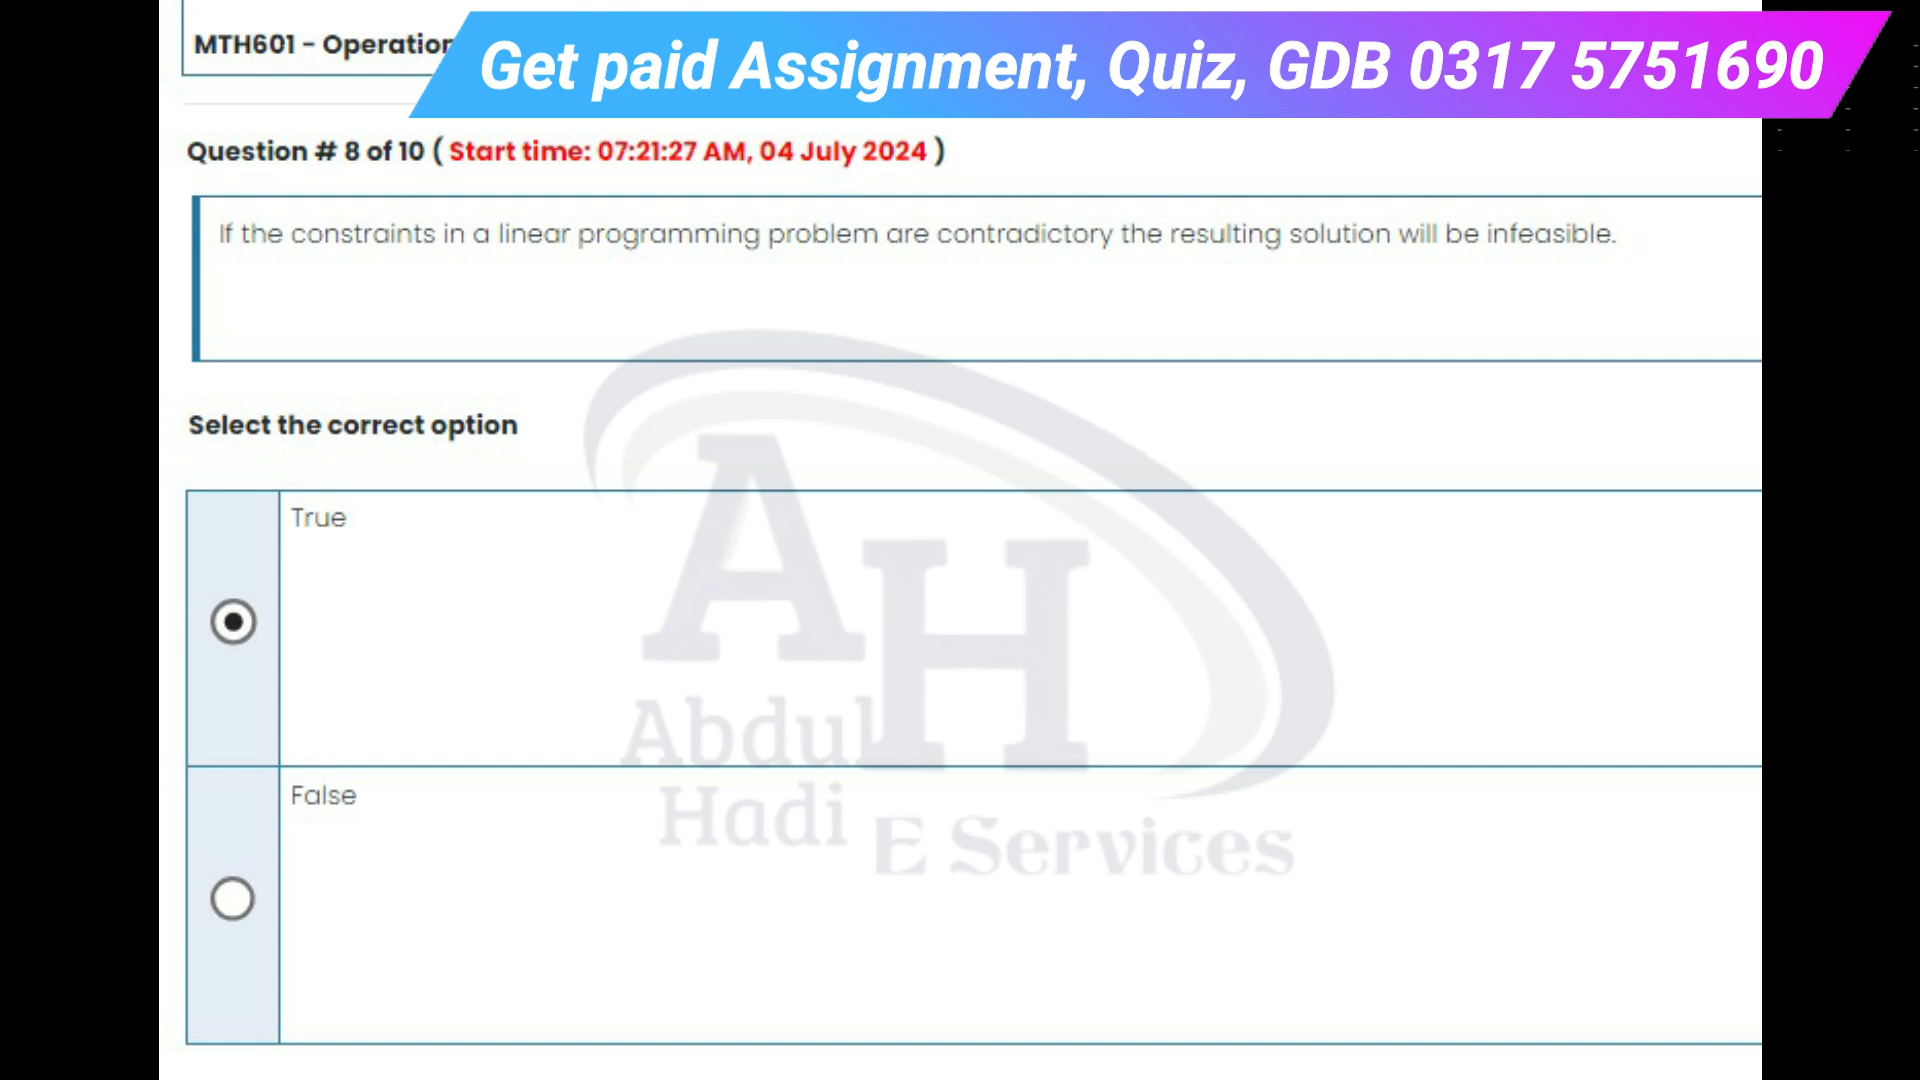 MTH601 - Operation
Get paid Assignment, Quiz, GDB 0317 5751690
Question # 8 of 10 ( Start time: 07:21:27 AM, 04 July 2024 )
If the constraints in a linear programming problem are contradictory the resulting solution will be infeasible.
Select the correct option
True
False
AH
Abdul
Hadi
E Services